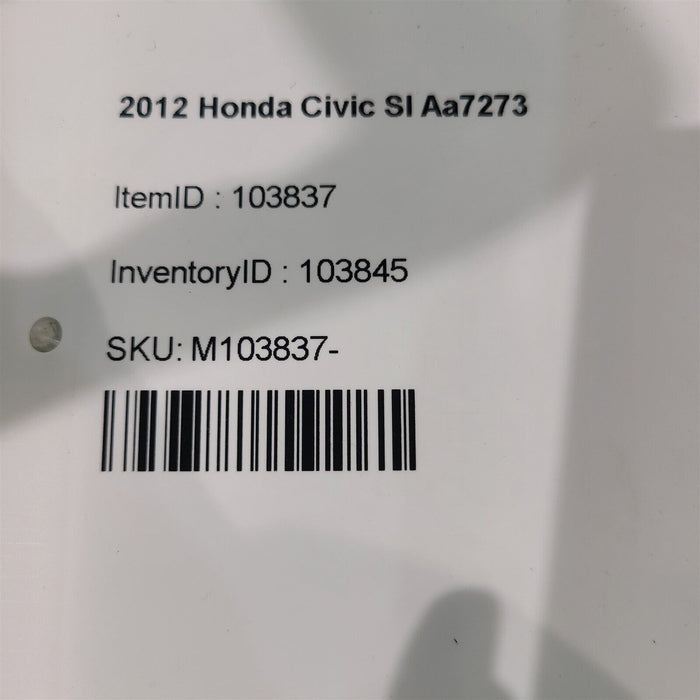 2012 Honda Civic SI Aa7273
ItemID : 103837
InventoryID : 103845
SKU: M103837-